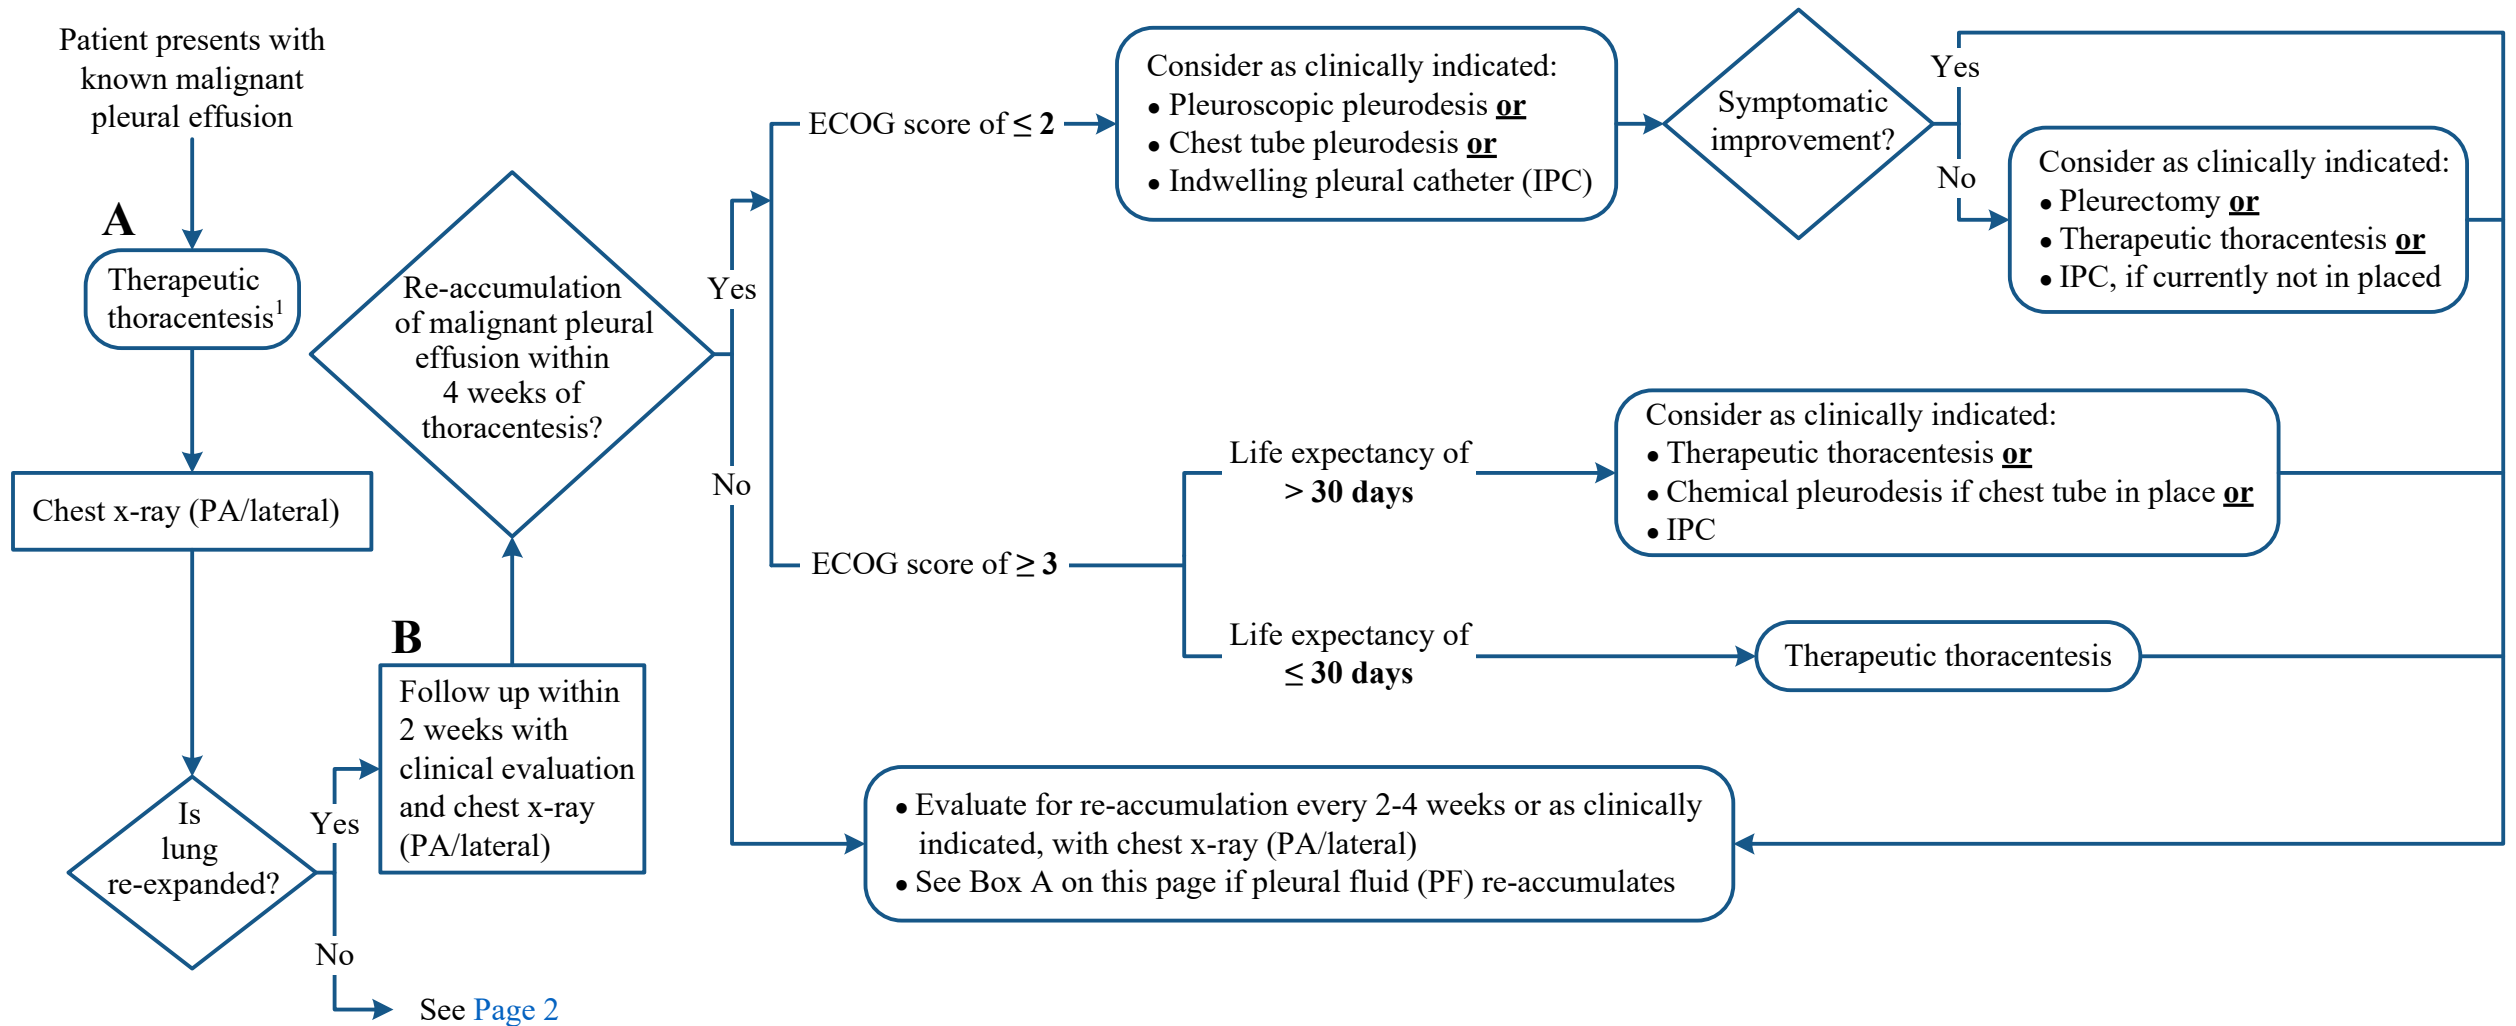 Patient presents with
known malignant
pleural effusion
A
Therapeutic
thoracentesis1
Chest x-ray (PA/lateral)
Is
lung
re-expanded?
Yes
No
See Page 2
B
Follow up within
2 weeks with
clinical evaluation
and chest x-ray
(PA/lateral)
Re-accumulation
of malignant pleural
effusion within
4 weeks of
thoracentesis?
Yes
No
ECOG score of ≤ 2
Consider as clinically indicated:
● Pleuroscopic pleurodesis or
● Chest tube pleurodesis or
● Indwelling pleural catheter (IPC)
Symptomatic
improvement?
Yes
No
Consider as clinically indicated:
● Pleurectomy or
● Therapeutic thoracentesis or
● IPC, if currently not in placed
ECOG score of ≥ 3
Life expectancy of
> 30 days
Consider as clinically indicated:
● Therapeutic thoracentesis or
● Chemical pleurodesis if chest tube in place or
● IPC
Life expectancy of
≤ 30 days
Therapeutic thoracentesis
● Evaluate for re-accumulation every 2-4 weeks or as clinically
indicated, with chest x-ray (PA/lateral)
● See Box A on this page if pleural fluid (PF) re-accumulates